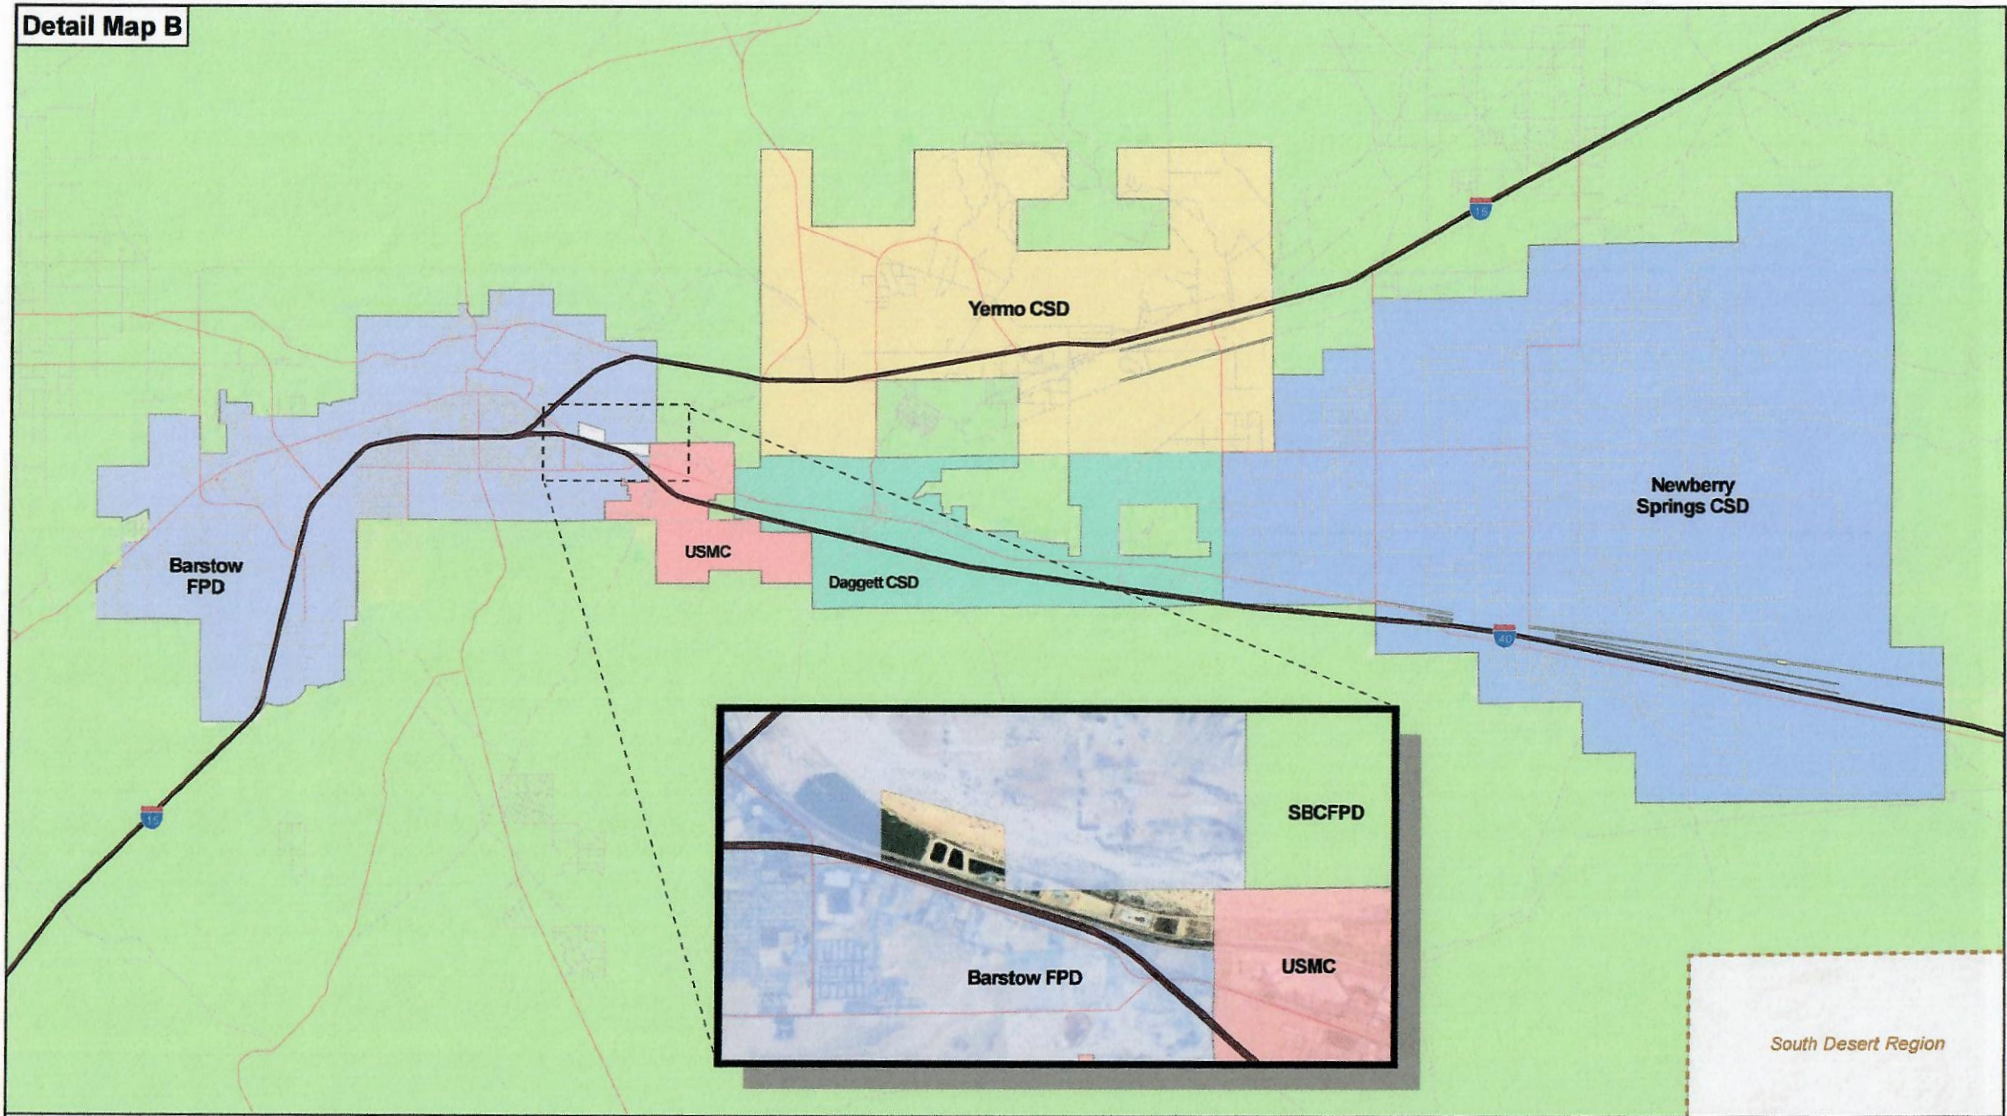 Detail Map B
15
Yermo CSD
Newberry
Springs CSD
USMC
Barstow
FPD
Daggett CSD
40
15
SBCFPD
Barstow FPD
USMC
South Desert Region